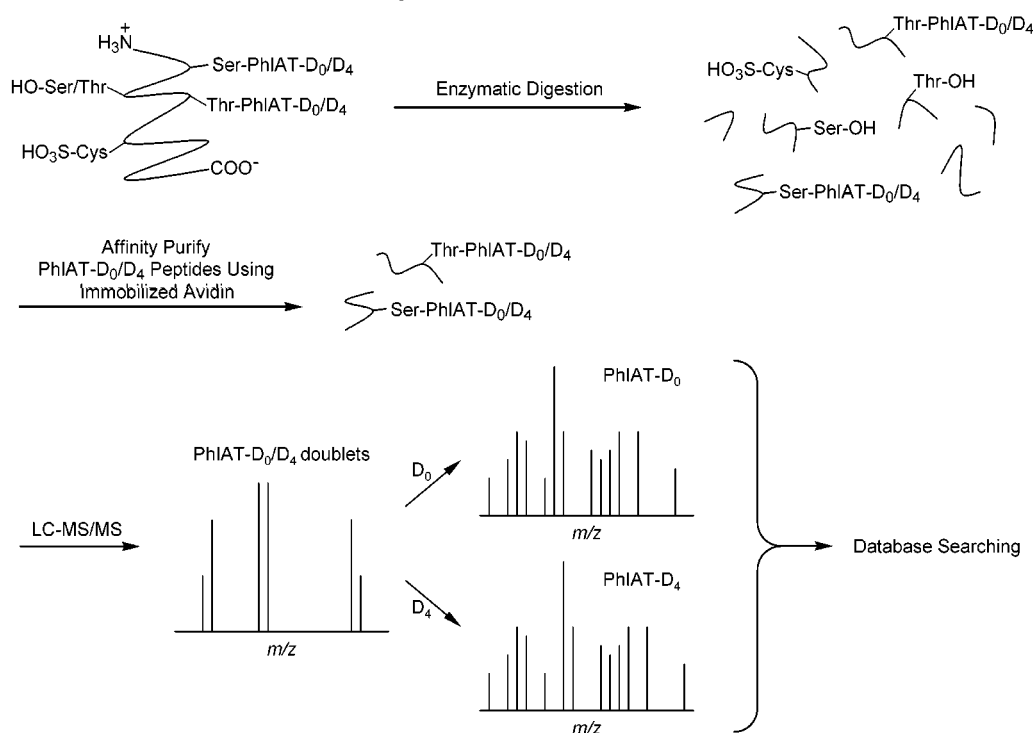 H₃N⁺
Ser-PhIAT-D₀/D₄
HO-Ser/Thr
Thr-PhIAT-D₀/D₄
HO₃S-Cys
COO⁻
Enzymatic Digestion
Thr-PhIAT-D₀/D₄
HO₃S-Cys
Thr-OH
Ser-OH
Ser-PhIAT-D₀/D₄
Affinity Purify
PhIAT-D₀/D₄ Peptides Using
Immobilized Avidin
Thr-PhIAT-D₀/D₄
Ser-PhIAT-D₀/D₄
LC-MS/MS
PhIAT-D₀/D₄ doublets
m/z
D₀
D₄
PhIAT-D₀
m/z
PhIAT-D₄
m/z
Database Searching